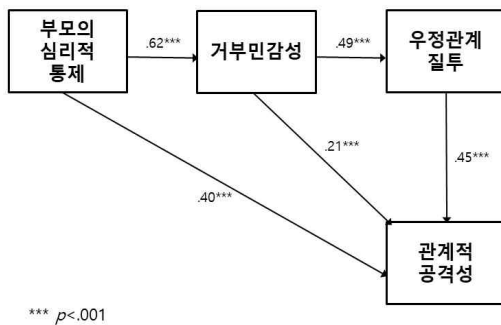 부모의
심리적
통제
.62***
거부민감성
.49***
우정관계
질투
.21***
.45***
.40***
관계적
공격성
*** p<.001